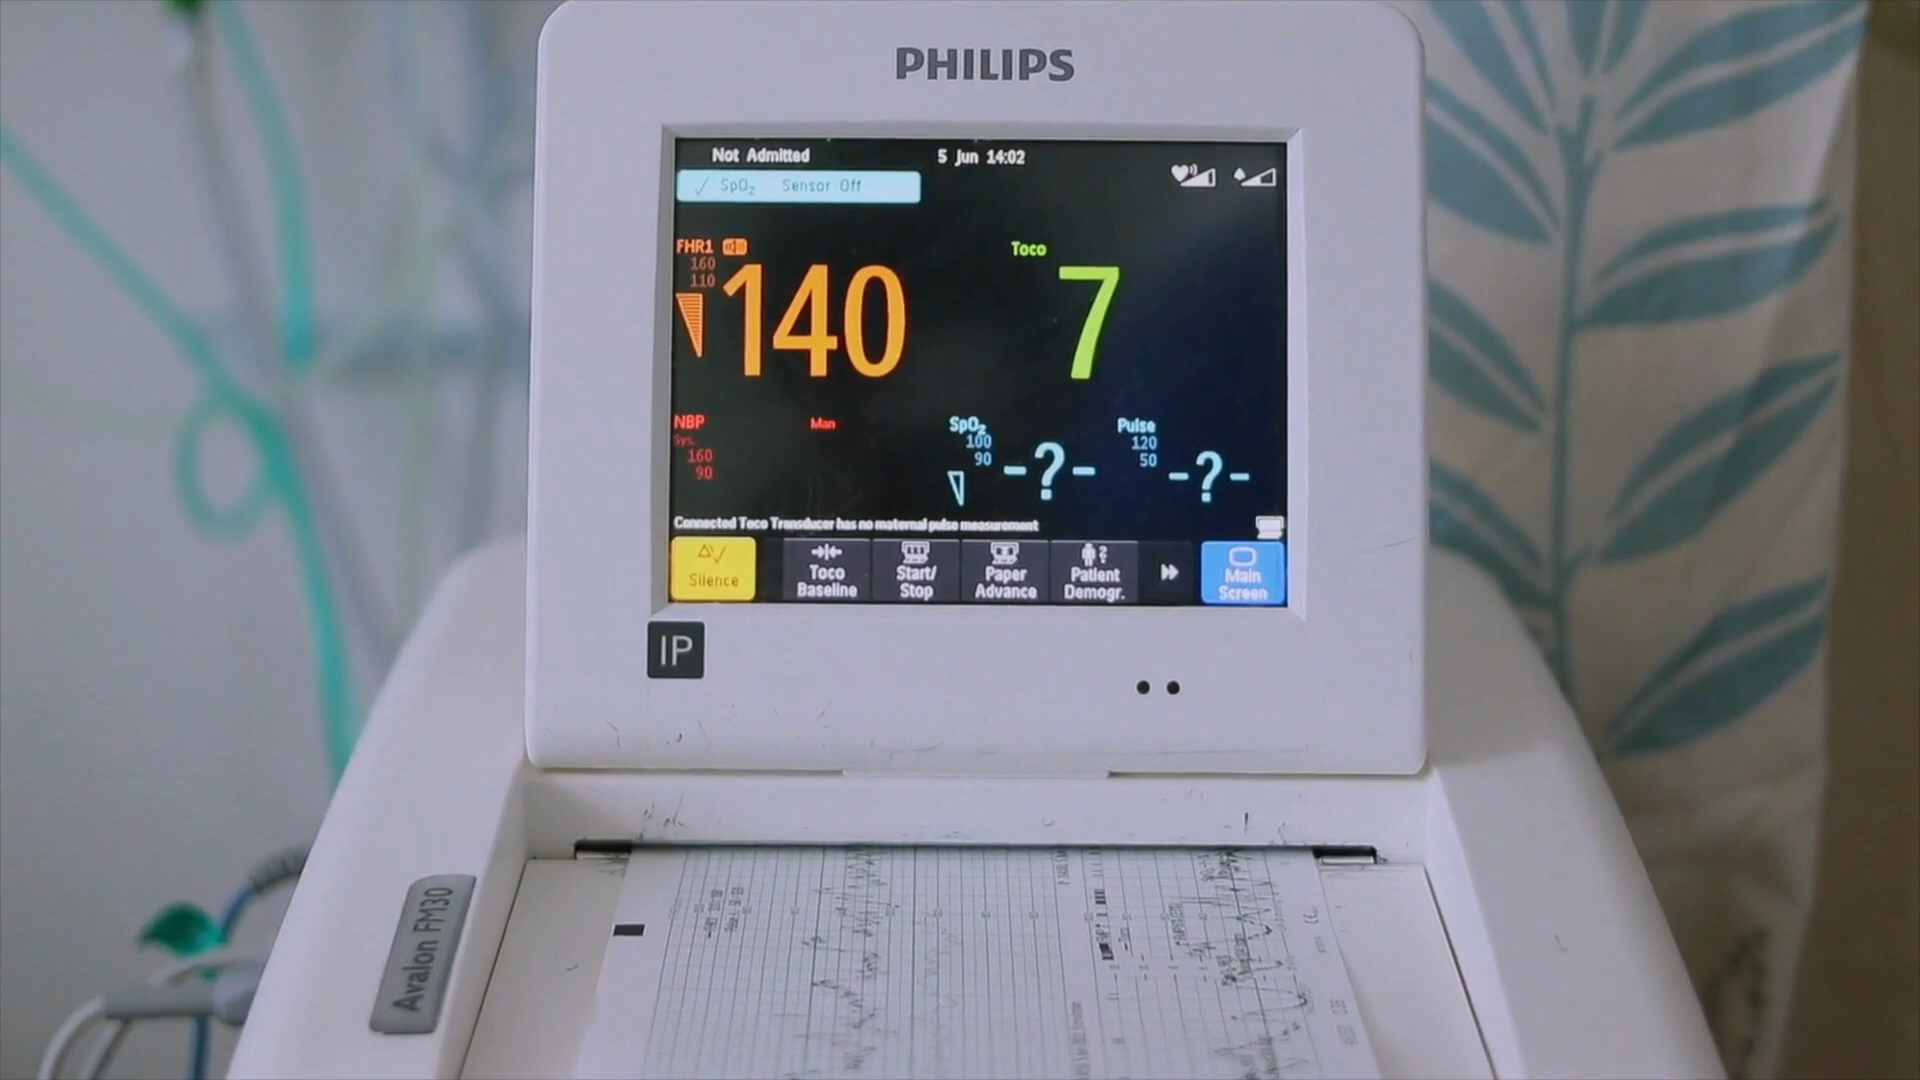 PHILIPS
Not Admitted
5 Jun 14:02
SpO2 Sensor Off
FHR1
160
110
140
Toco
7
NBP
Sys.
160
90
Man
SpO2
100
90
-?-
Pulse
120
50
-?-
Connected Toco Transducer has no maternal pulse measurement
Silence
Toco
Baseline
Start/
Stop
Paper
Advance
2
Patient
Demogr.
Main
Screen
IP
Avalon FM30